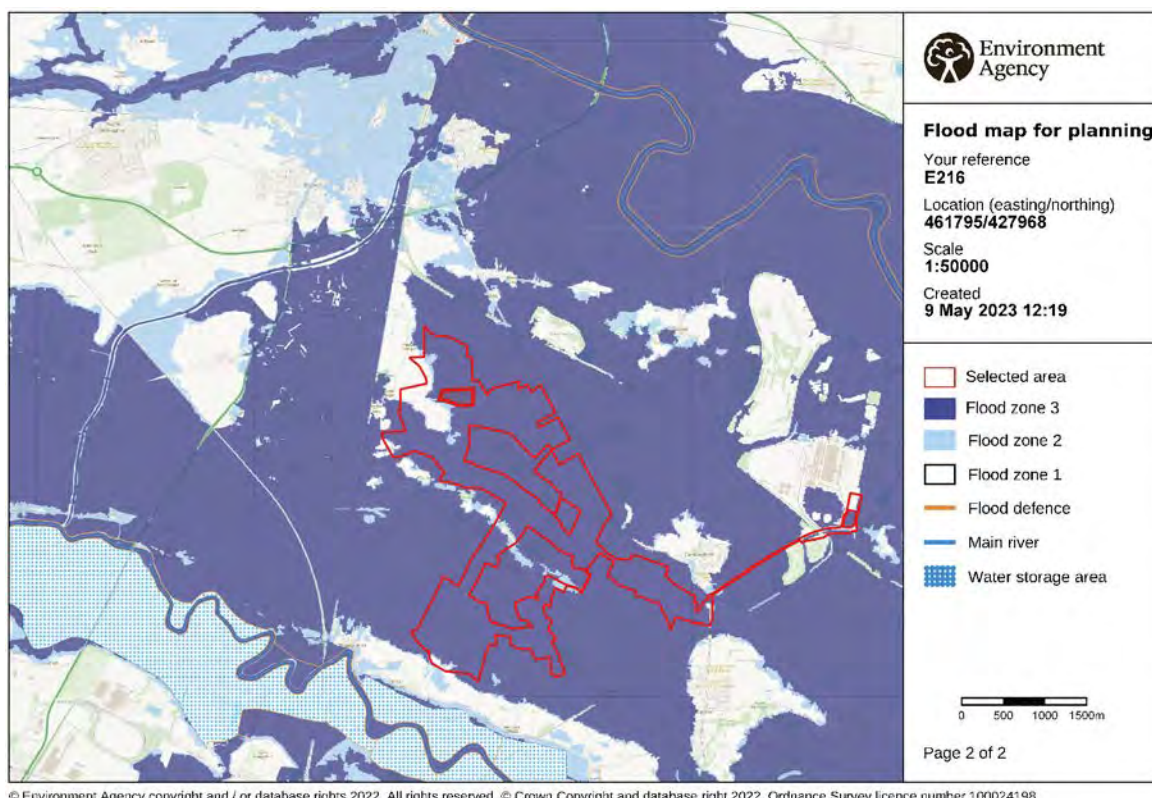 Environment
Agency
Flood map for planning
Your reference
E216
Location (easting/northing)
461795/427968
Scale
1:50000
Created
9 May 2023 12:19
Selected area
Flood zone 3
Flood zone 2
Flood zone 1
Flood defence
Main river
Water storage area
0 500 1000 1500m
Page 2 of 2
© Environment Agency copyright and / or database rights 2022. All rights reserved. © Crown Copyright and database right 2022. Ordnance Survey licence number 100024198.